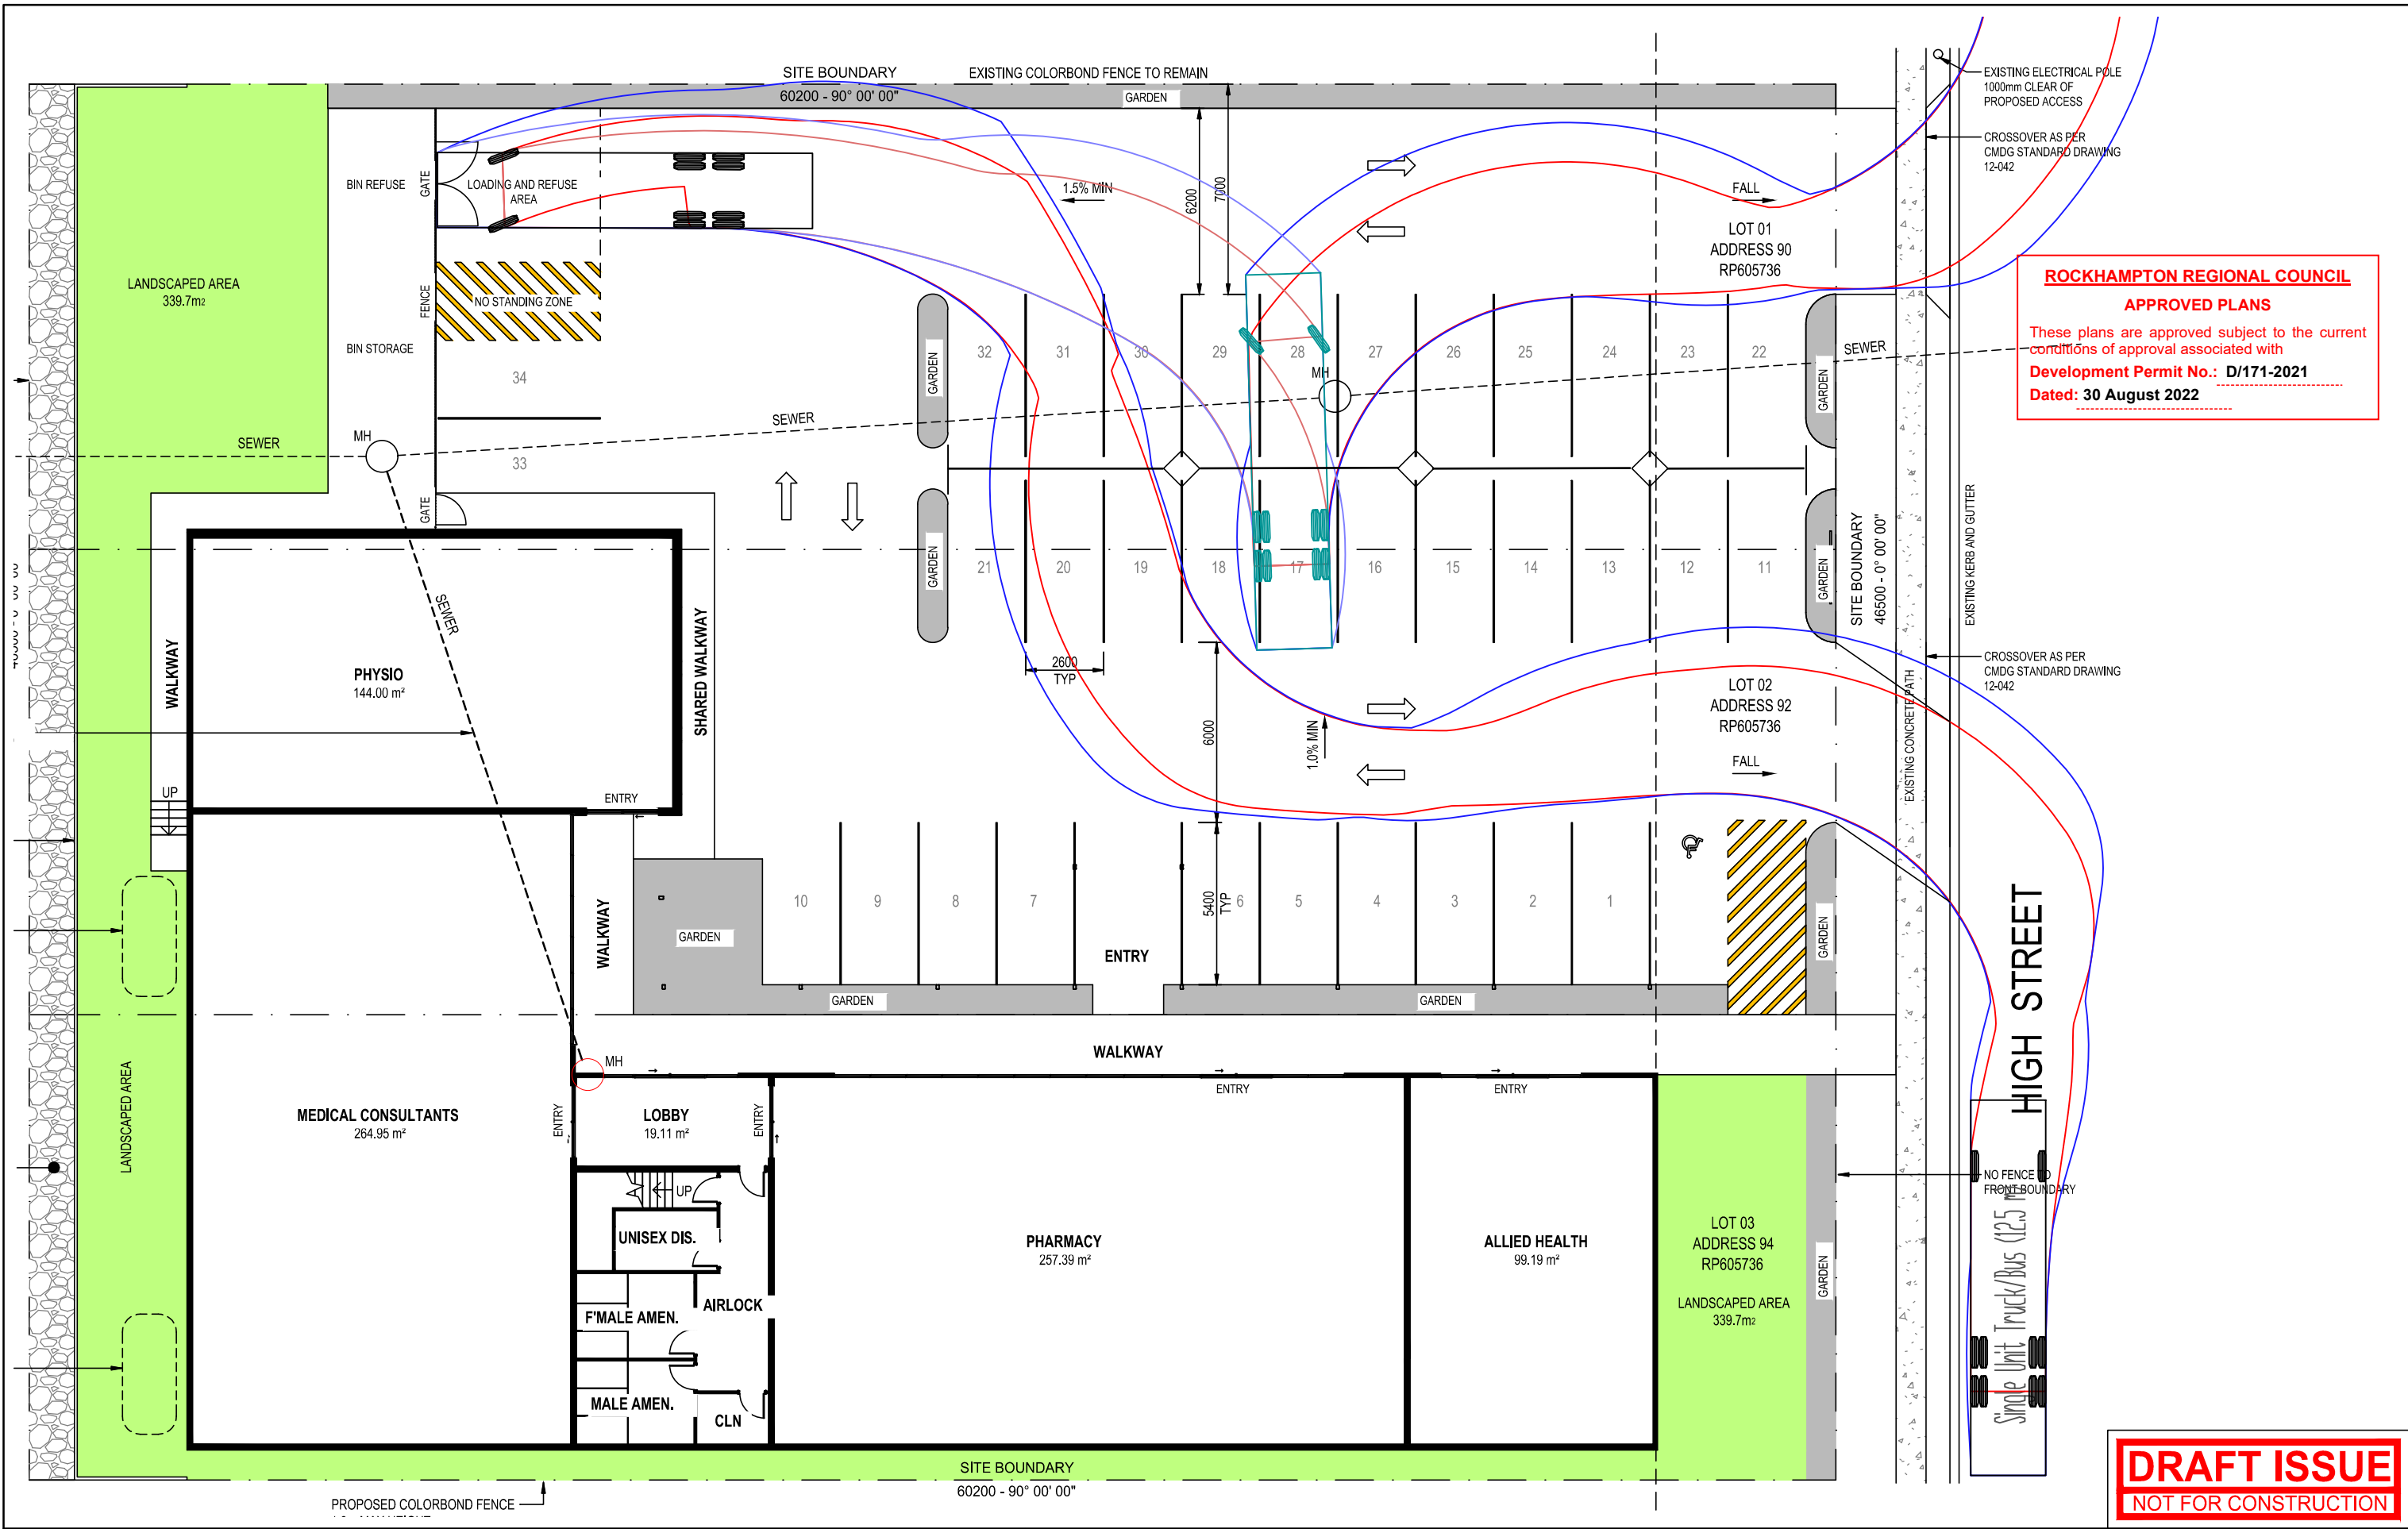 SITE BOUNDARY
60200 - 90° 00' 00"
EXISTING COLORBOND FENCE TO REMAIN
GARDEN
EXISTING ELECTRICAL POLE
1000mm CLEAR OF
PROPOSED ACCESS
CROSSOVER AS PER
CMDG STANDARD DRAWING
12-042
BIN REFUSE
GATE
LOADING AND REFUSE
AREA
1.5% MIN
6200
7000
FALL
LOT 01
ADDRESS 90
RP605736
ROCKHAMPTON REGIONAL COUNCIL
APPROVED PLANS
These plans are approved subject to the current
conditions of approval associated with
Development Permit No.: D/171-2021
Dated: 30 August 2022
LANDSCAPED AREA
339.7m2
FENCE
NO STANDING ZONE
BIN STORAGE
34
33
GARDEN
32
31
30
29
28
27
26
25
24
23
22
GARDEN
MH
SEWER
SEWER
SEWER
MH
GATE
SEWER
GARDEN
21
20
19
18
17
16
15
14
13
12
11
GARDEN
SITE BOUNDARY
46500 - 0° 00' 00"
EXISTING KERB AND GUTTER
EXISTING CONCRETE PATH
WALKWAY
PHYSIO
144.00 m²
SHARED WALKWAY
2600
TYP
6000
1.0% MIN
LOT 02
ADDRESS 92
RP605736
FALL
CROSSOVER AS PER
CMDG STANDARD DRAWING
12-042
UP
ENTRY
WALKWAY
GARDEN
10
9
8
7
ENTRY
5400
TYP
6
5
4
3
2
1
GARDEN
GARDEN
GARDEN
HIGH STREET
WALKWAY
MH
LANDSCAPED AREA
MEDICAL CONSULTANTS
264.95 m²
ENTRY
LOBBY
19.11 m²
ENTRY
ENTRY
ENTRY
UP
UNISEX DIS.
F'MALE AMEN.
AIRLOCK
MALE AMEN.
CLN
PHARMACY
257.39 m²
ALLIED HEALTH
99.19 m²
LOT 03
ADDRESS 94
RP605736
LANDSCAPED AREA
339.7m2
GARDEN
NO FENCE TO
FRONT BOUNDARY
Single Unit Truck/Bus (12.5 m)
SITE BOUNDARY
60200 - 90° 00' 00"
PROPOSED COLORBOND FENCE
DRAFT ISSUE
NOT FOR CONSTRUCTION